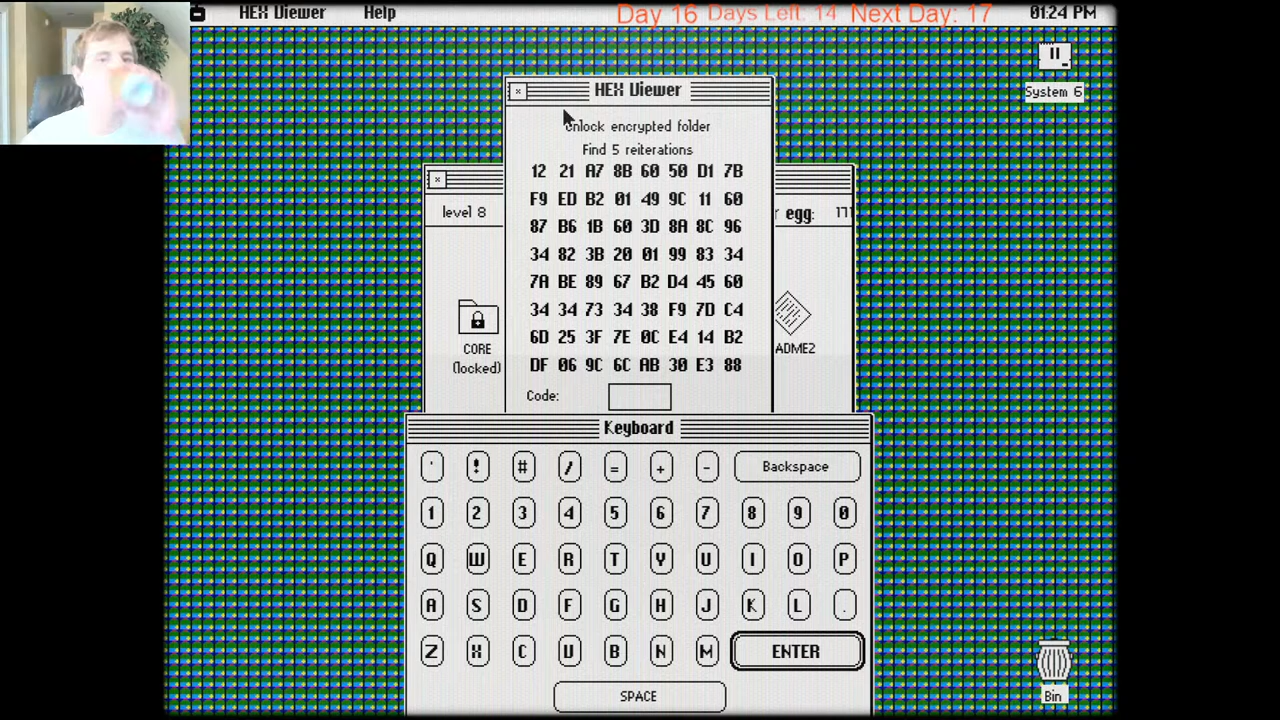 HEX Viewer Help Day 16 Days Left: 14 Next Day: 17 01:24 PM
System 6
HEX Viewer
unlock encrypted folder
Find 5 reiterations
12 21 A7 8B 60 50 D1 7B
F9 ED B2 01 49 9C 11 60
87 B6 1B 60 3D 8A 8C 96
34 82 3B 20 01 99 83 34
7A BE 89 67 B2 D4 45 60
34 34 73 34 38 F9 7D C4
6D 25 3F 7E 0C E4 14 B2
DF 06 9C 6C AB 30 E3 88
Code:
level 8
egg:
CORE
(locked)
ADME2
Keyboard
' ! # / = + - Backspace
1 2 3 4 5 6 7 8 9 0
Q W E R T Y U I O P
A S D F G H J K L .
Z X C V B N M ENTER
SPACE
Bin